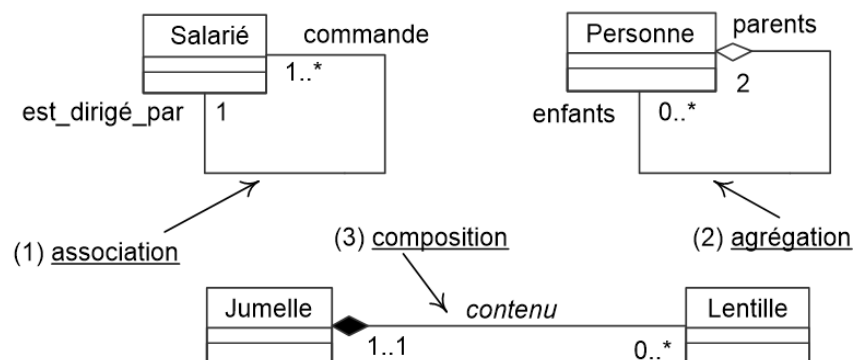 Salarié
commande
1..*
est_dirigé_par
1
Personne
parents
2
enfants
0..*
(1) association
(3) composition
(2) agrégation
Jumelle
contenu
Lentille
1..1
0..*